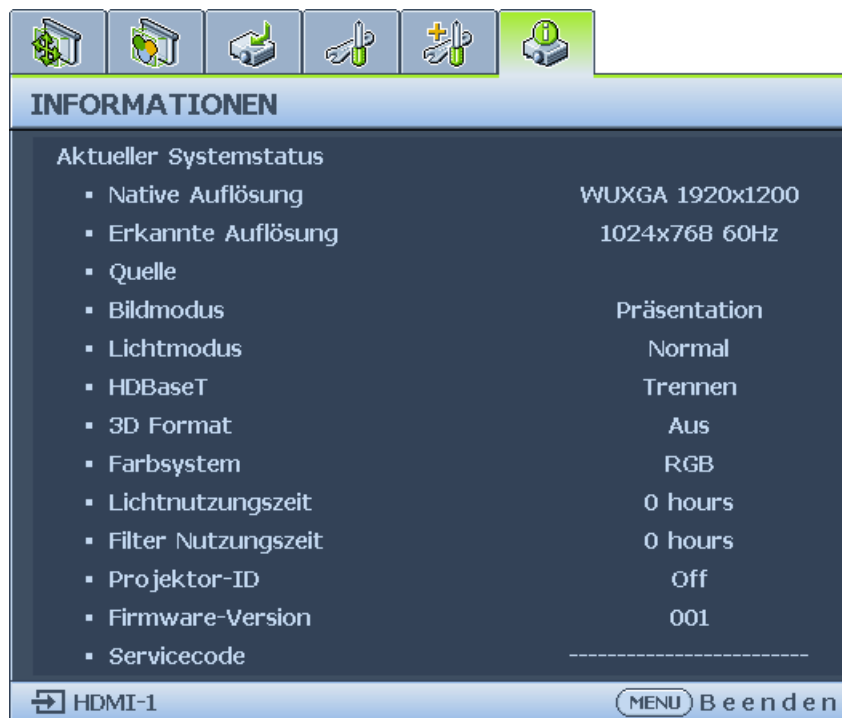 INFORMATIONEN
Aktueller Systemstatus
▪ Native Auflösung WUXGA 1920x1200
▪ Erkannte Auflösung 1024x768 60Hz
▪ Quelle
▪ Bildmodus Präsentation
▪ Lichtmodus Normal
▪ HDBaseT Trennen
▪ 3D Format Aus
▪ Farbsystem RGB
▪ Lichtnutzungszeit 0 hours
▪ Filter Nutzungszeit 0 hours
▪ Projektor-ID Off
▪ Firmware-Version 001
▪ Servicecode ------------------------
HDMI-1 MENU Beenden